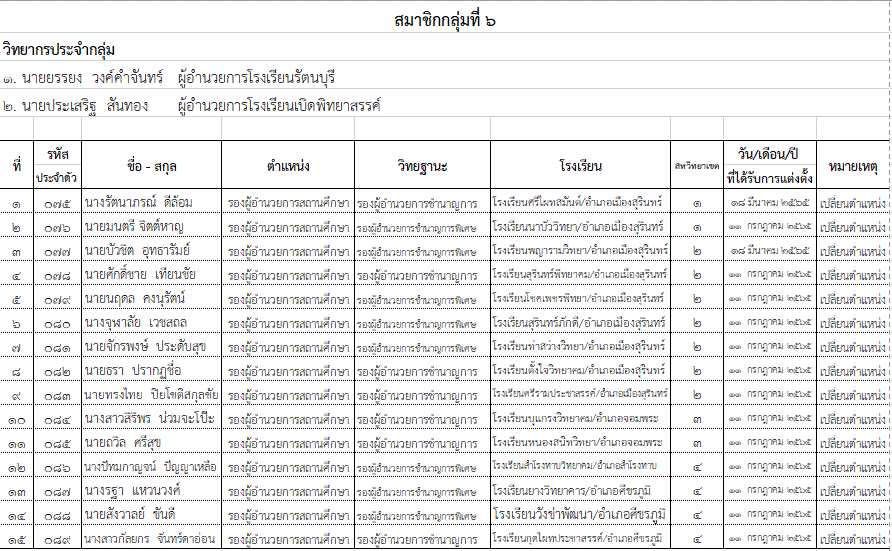 สมาชิกกลุ่มที่ ๖
วิทยากรประจำกลุ่ม
๑. นายยรรยง วงค์คำจันทร์ ผู้อำนวยการโรงเรียนรัตนบุรี
๒. นายประเสริฐ สันทอง ผู้อำนวยการโรงเรียนเบิดพิทยาสรรค์
ที่ รหัสประจำตัว ชื่อ - สกุล ตำแหน่ง วิทยฐานะ โรงเรียน สหวิทยาเขต วัน/เดือน/ปี ที่ได้รับการแต่งตั้ง หมายเหตุ
๑ ๐๗๕ นางรัตนาภรณ์ ดีล้อม รองผู้อำนวยการสถานศึกษา รองผู้อำนวยการชำนาญการ โรงเรียนศรีไผทสมันต์/อำเภอเมืองสุรินทร์ ๑ ๑๘ มีนาคม ๒๕๖๕ เปลี่ยนตำแหน่ง
๒ ๐๗๖ นายมนตรี จิตต์หาญ รองผู้อำนวยการสถานศึกษา รองผู้อำนวยการชำนาญการพิเศษ โรงเรียนนาบัววิทยา/อำเภอเมืองสุรินทร์ ๑ ๑๑ กรกฎาคม ๒๕๖๕ เปลี่ยนตำแหน่ง
๓ ๐๗๗ นายบัวขิต อุทธารัมย์ รองผู้อำนวยการสถานศึกษา รองผู้อำนวยการชำนาญการพิเศษ โรงเรียนพญารามวิทยา/อำเภอเมืองสุรินทร์ ๒ ๑๘ มีนาคม ๒๕๖๕ เปลี่ยนตำแหน่ง
๔ ๐๗๘ นายศักดิ์ชาย เทียนชัย รองผู้อำนวยการสถานศึกษา รองผู้อำนวยการชำนาญการ โรงเรียนสุรินทร์พิทยาคม/อำเภอเมืองสุรินทร์ ๒ ๑๑ กรกฎาคม ๒๕๖๕ เปลี่ยนตำแหน่ง
๕ ๐๗๙ นายนฤดล คงนุรัตน์ รองผู้อำนวยการสถานศึกษา รองผู้อำนวยการชำนาญการพิเศษ โรงเรียนโชคเพชรพิทยา/อำเภอเมืองสุรินทร์ ๒ ๑๑ กรกฎาคม ๒๕๖๕ เปลี่ยนตำแหน่ง
๖ ๐๘๐ นางจุฬาลัย เวชสถล รองผู้อำนวยการสถานศึกษา รองผู้อำนวยการชำนาญการพิเศษ โรงเรียนสุรินทร์ภักดี/อำเภอเมืองสุรินทร์ ๒ ๑๑ กรกฎาคม ๒๕๖๕ เปลี่ยนตำแหน่ง
๗ ๐๘๑ นายจักรพงษ์ ประดับสุข รองผู้อำนวยการสถานศึกษา รองผู้อำนวยการชำนาญการพิเศษ โรงเรียนท่าสว่างวิทยา/อำเภอเมืองสุรินทร์ ๒ ๑๑ กรกฎาคม ๒๕๖๕ เปลี่ยนตำแหน่ง
๘ ๐๘๒ นายธรา ปรากฏชื่อ รองผู้อำนวยการสถานศึกษา รองผู้อำนวยการชำนาญการ โรงเรียนตั้งใจวิทยาคม/อำเภอเมืองสุรินทร์ ๒ ๑๑ กรกฎาคม ๒๕๖๕ เปลี่ยนตำแหน่ง
๙ ๐๘๓ นายทรงไทย ปิยโชติสกุลชัย รองผู้อำนวยการสถานศึกษา รองผู้อำนวยการชำนาญการ โรงเรียนศรีรามประชาสรรค์/อำเภอเมืองสุรินทร์ ๒ ๑๑ กรกฎาคม ๒๕๖๕ เปลี่ยนตำแหน่ง
๑๐ ๐๘๔ นางสาวสิริพร น่วมจะโป๊ะ รองผู้อำนวยการสถานศึกษา รองผู้อำนวยการชำนาญการ โรงเรียนบุแกรงวิทยาคม/อำเภอจอมพระ ๓ ๑๑ กรกฎาคม ๒๕๖๕ เปลี่ยนตำแหน่ง
๑๑ ๐๘๕ นายถวิล ศรีสุข รองผู้อำนวยการสถานศึกษา รองผู้อำนวยการชำนาญการ โรงเรียนหนองสนิทวิทยา/อำเภอจอมพระ ๓ ๑๑ กรกฎาคม ๒๕๖๕ เปลี่ยนตำแหน่ง
๑๒ ๐๘๖ นางปัทมกาญจน์ ปัญญาเหลือ รองผู้อำนวยการสถานศึกษา รองผู้อำนวยการชำนาญการพิเศษ โรงเรียนสำโรงทาบวิทยาคม/อำเภอสำโรงทาบ ๔ ๑๑ กรกฎาคม ๒๕๖๕ เปลี่ยนตำแหน่ง
๑๓ ๐๘๗ นางรฐา แหวนวงศ์ รองผู้อำนวยการสถานศึกษา รองผู้อำนวยการชำนาญการพิเศษ โรงเรียนยางวิทยาคาร/อำเภอศีขรภูมิ ๔ ๑๑ กรกฎาคม ๒๕๖๕ เปลี่ยนตำแหน่ง
๑๔ ๐๘๘ นายสังวาลย์ ขันดี รองผู้อำนวยการสถานศึกษา รองผู้อำนวยการชำนาญการพิเศษ โรงเรียนวังข่าพัฒนา/อำเภอศีขรภูมิ ๔ ๑๑ กรกฎาคม ๒๕๖๕ เปลี่ยนตำแหน่ง
๑๕ ๐๘๙ นางสาวกัลยกร จันทร์ดาอ่อน รองผู้อำนวยการสถานศึกษา รองผู้อำนวยการชำนาญการ โรงเรียนกุดไผทประชาสรรค์/อำเภอศีขรภูมิ ๔ ๑๑ กรกฎาคม ๒๕๖๕ เปลี่ยนตำแหน่ง